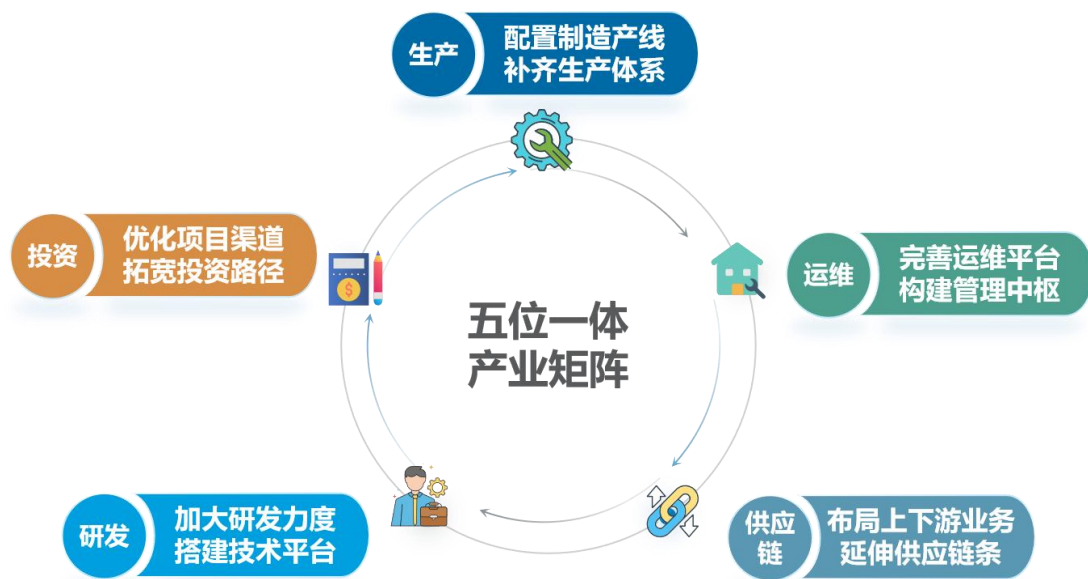 生产
配置制造产线
补齐生产体系
投资
优化项目渠道
拓宽投资路径
运维
完善运维平台
构建管理中枢
五位一体
产业矩阵
研发
加大研发力度
搭建技术平台
供应
链
布局上下游业务
延伸供应链条
$